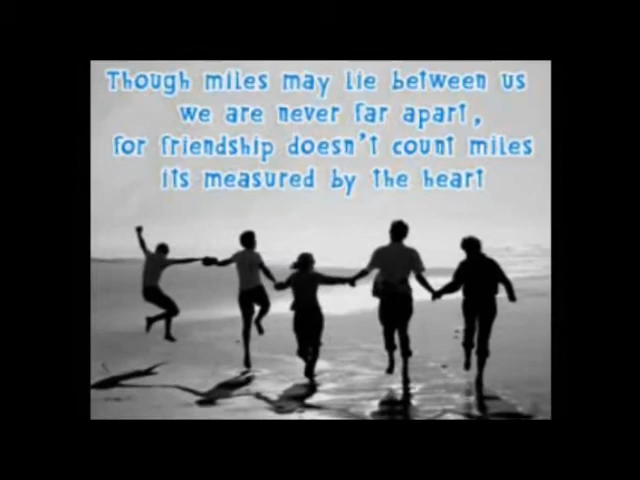 Though miles may lie between us
we are never far apart,
for friendship doesn't count miles
its measured by the heart